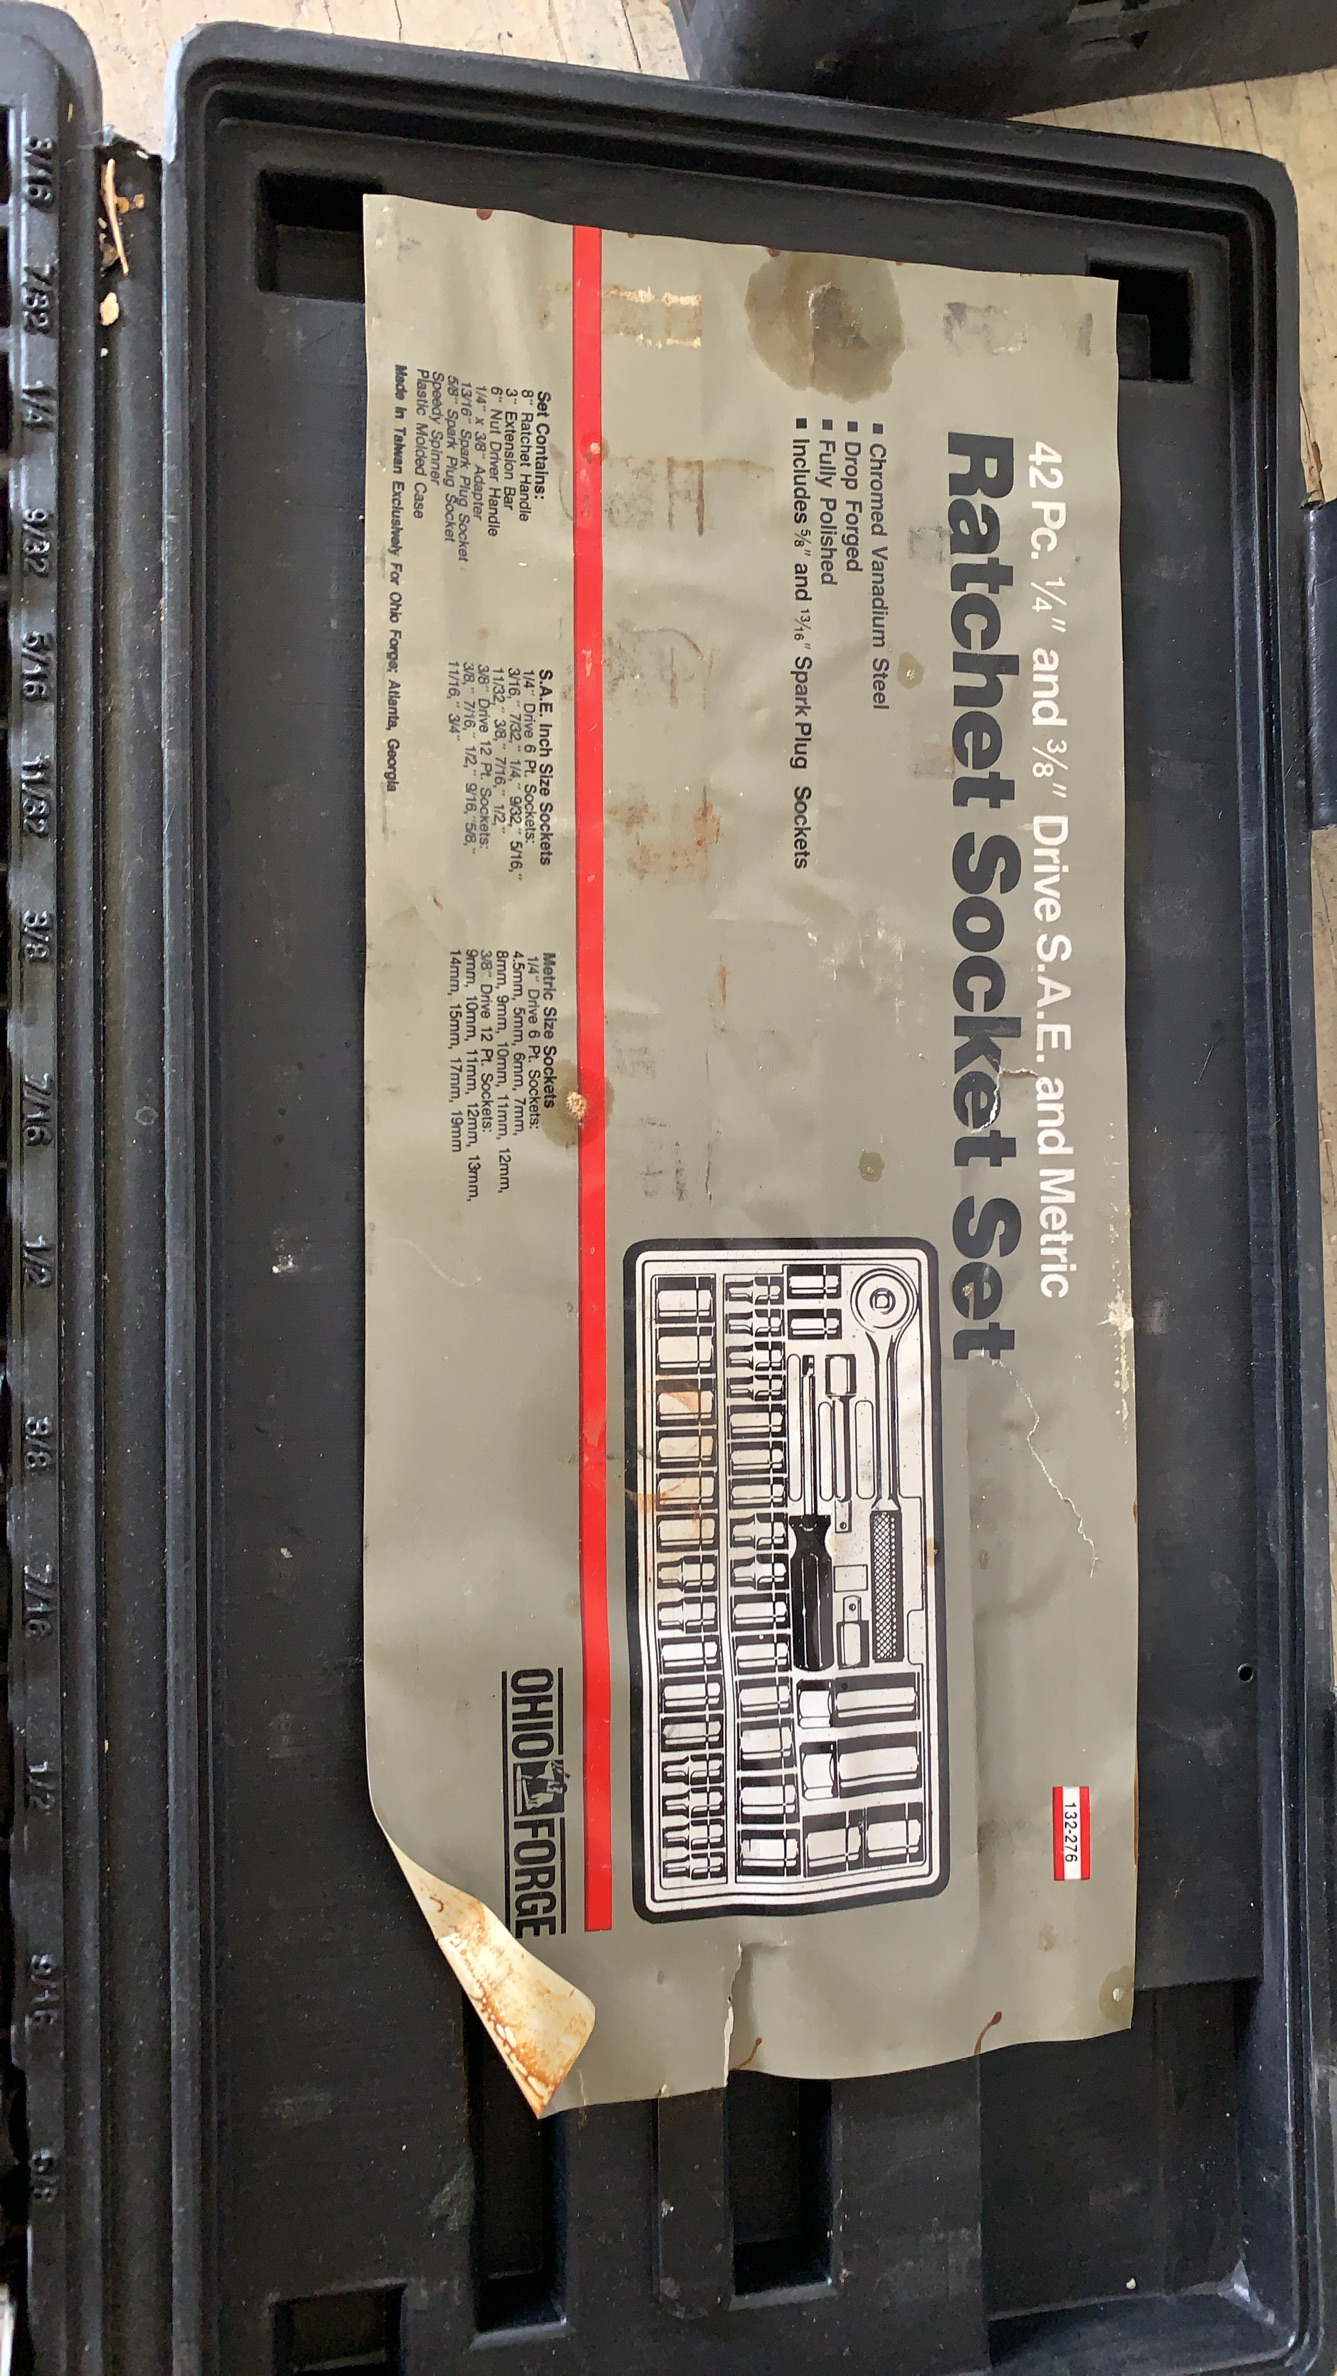 42 Pc. 1/4" and 3/8" Drive S.A.E. and Metric
Ratchet Socket Set
132-276
▪ Chromed Vanadium Steel
▪ Drop Forged
▪ Fully Polished
▪ Includes 5/8" and 13/16" Spark Plug Sockets
Set Contains:
8" Ratchet Handle
3" Extension Bar
6" Nut Driver Handle
1/4" x 3/8" Adapter
13/16" Spark Plug Socket
5/8" Spark Plug Socket
Speedy Spinner
Plastic Molded Case
S.A.E. Inch Size Sockets
1/4" Drive 6 Pt. Sockets:
3/16," 7/32," 1/4," 9/32," 5/16,"
11/32," 3/8," 7/16," 1/2,"
3/8" Drive 12 Pt. Sockets:
3/8," 7/16," 1/2," 9/16," 5/8,"
11/16," 3/4"
Metric Size Sockets
1/4" Drive 6 Pt. Sockets:
4.5mm, 5mm, 6mm, 7mm,
8mm, 9mm, 10mm, 11mm, 12mm,
3/8" Drive 12 Pt. Sockets:
9mm, 10mm, 11mm, 12mm, 13mm,
14mm, 15mm, 17mm, 19mm
OHIO FORGE
Made In Taiwan Exclusively For Ohio Forge; Atlanta, Georgia
3/16 7/32 1/4 9/32 5/16 11/32 3/8 7/16 1/2 3/8 7/16 1/2 9/16 5/8